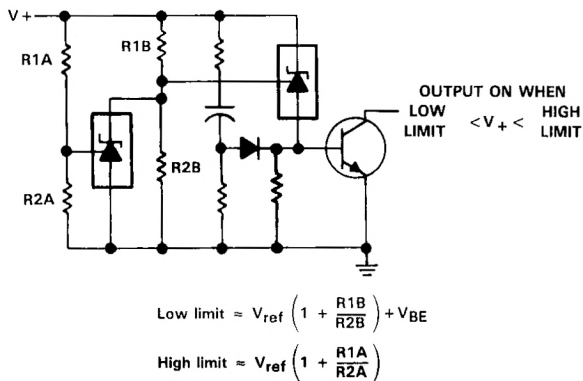 V+
R1A
R1B
R2A
R2B
OUTPUT ON WHEN
LOW LIMIT < V+ < HIGH LIMIT
Low limit ≈ Vref (1 + R1B/R2B) + VBE
High limit ≈ Vref (1 + R1A/R2A)